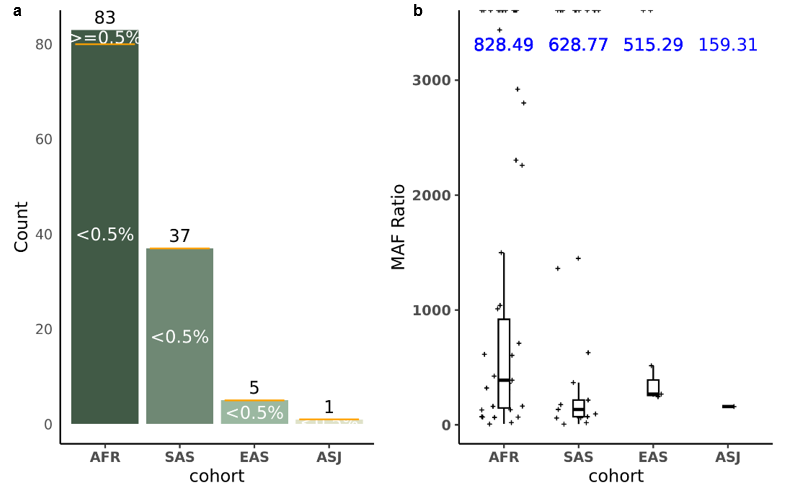 a
83
>=0.5%
80
60
<0.5%
40
37
<0.5%
20
5
<0.5%
1
0
AFR SAS EAS ASJ
cohort
Count
b
828.49 628.77 515.29 159.31
3000
2000
1000
0
AFR SAS EAS ASJ
cohort
MAF Ratio